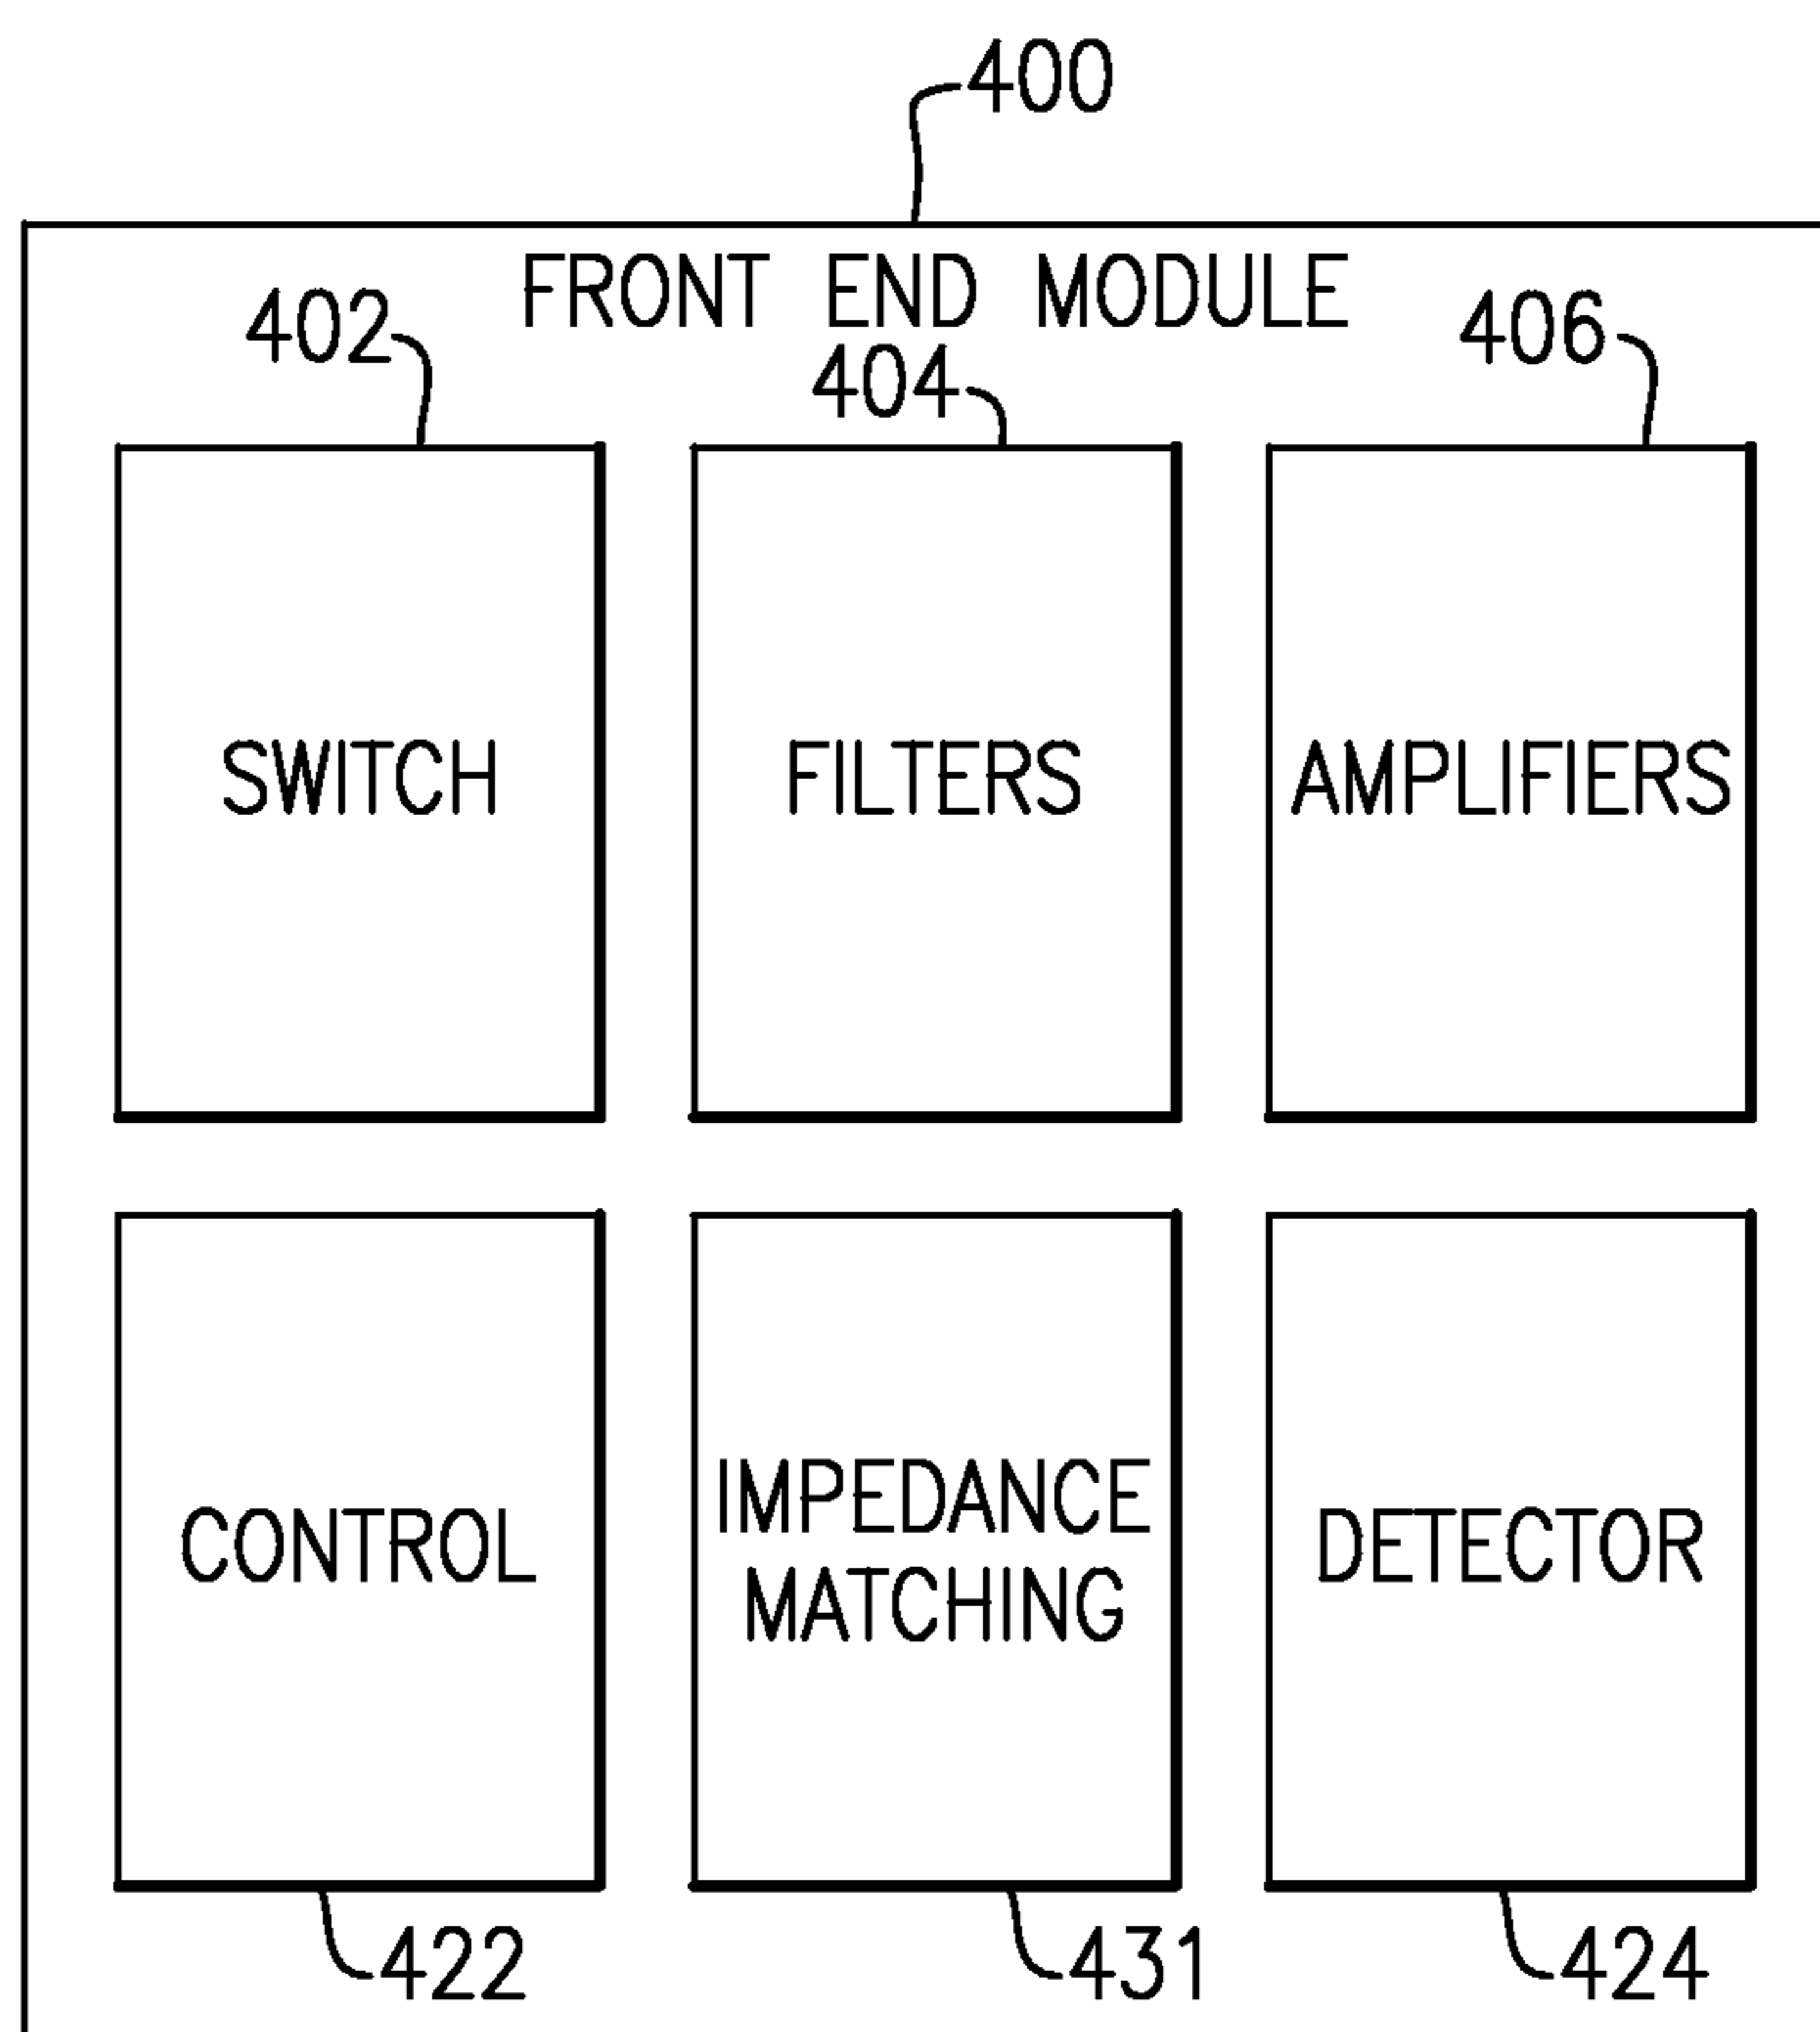 400
FRONT END MODULE
402
404
406
SWITCH
FILTERS
AMPLIFIERS
CONTROL
IMPEDANCE
MATCHING
DETECTOR
422
431
424